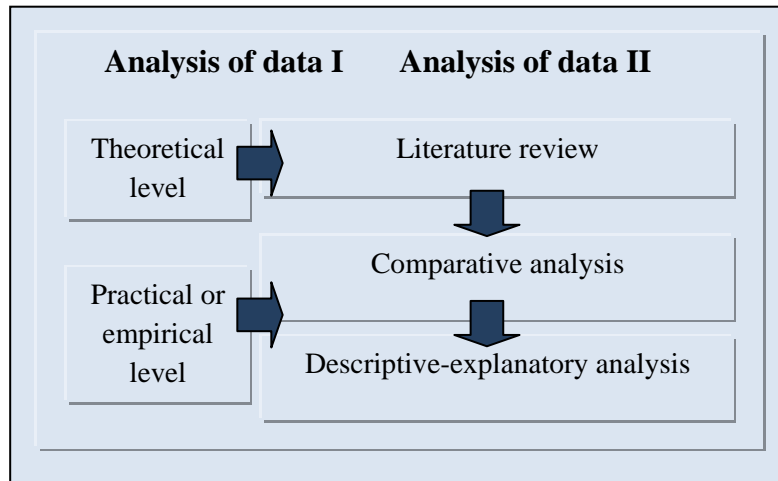 Analysis of data I Analysis of data II
Theoretical
level
Literature review
Comparative analysis
Practical or
empirical
level
Descriptive-explanatory analysis